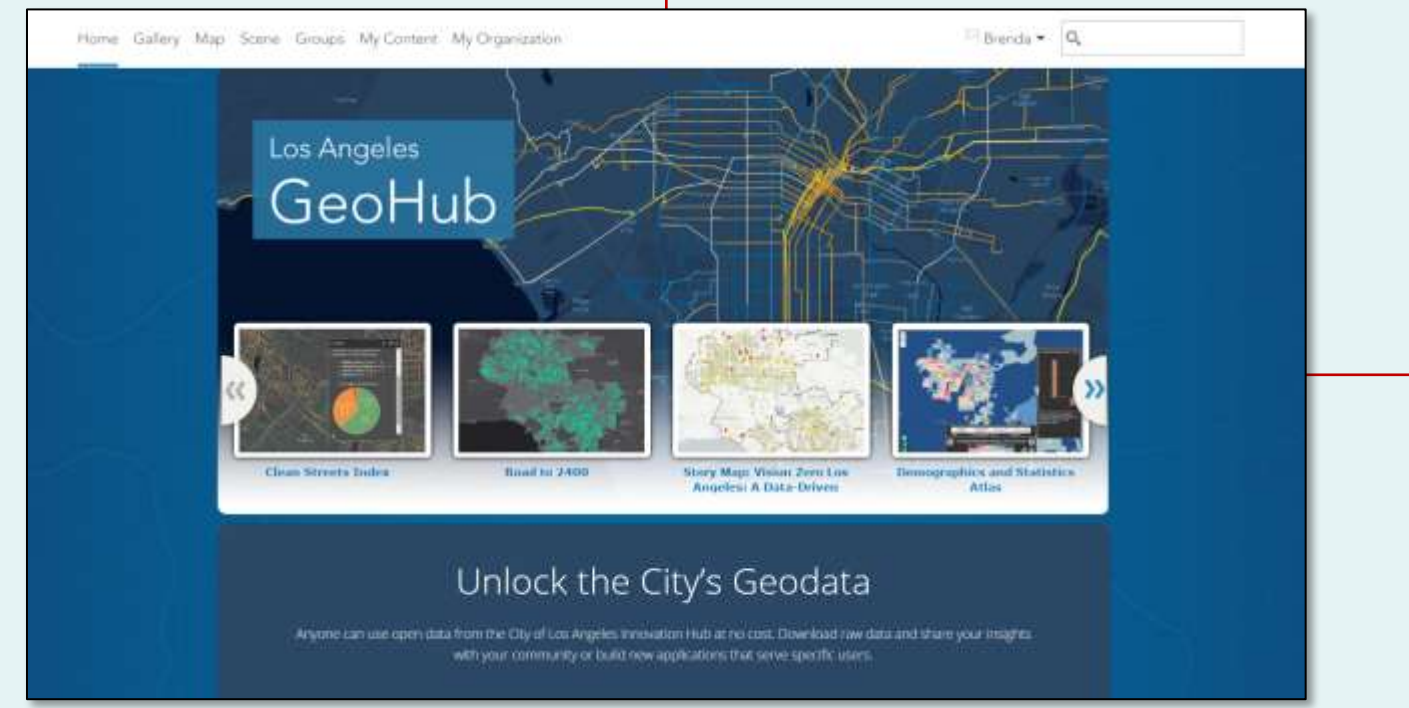 Home Gallery Map Scene Groups My Content My Organization
Brenda
Los Angeles
GeoHub
Clean Streets Index
Road to 2400
Story Map: Vision Zero Los
Angeles: A Data-Driven
Demographics and Statistics
Atlas
Unlock the City's Geodata
Anyone can use open data from the City of Los Angeles Innovation Hub at no cost. Download raw data and share your insights
with your community or build new applications that serve specific users.